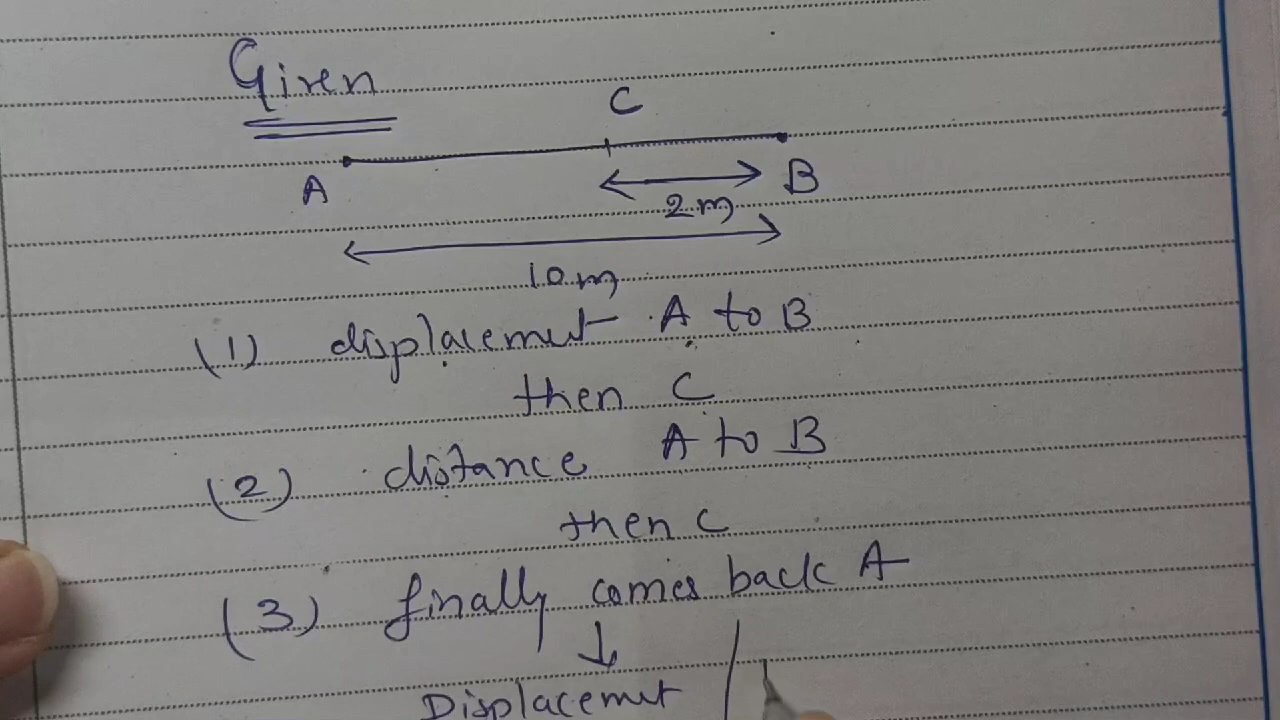 Given
C
A
B
2m
10m
(1) displacement A to B
then C
(2) distance A to B
then C
(3) finally comes back A
Displacement